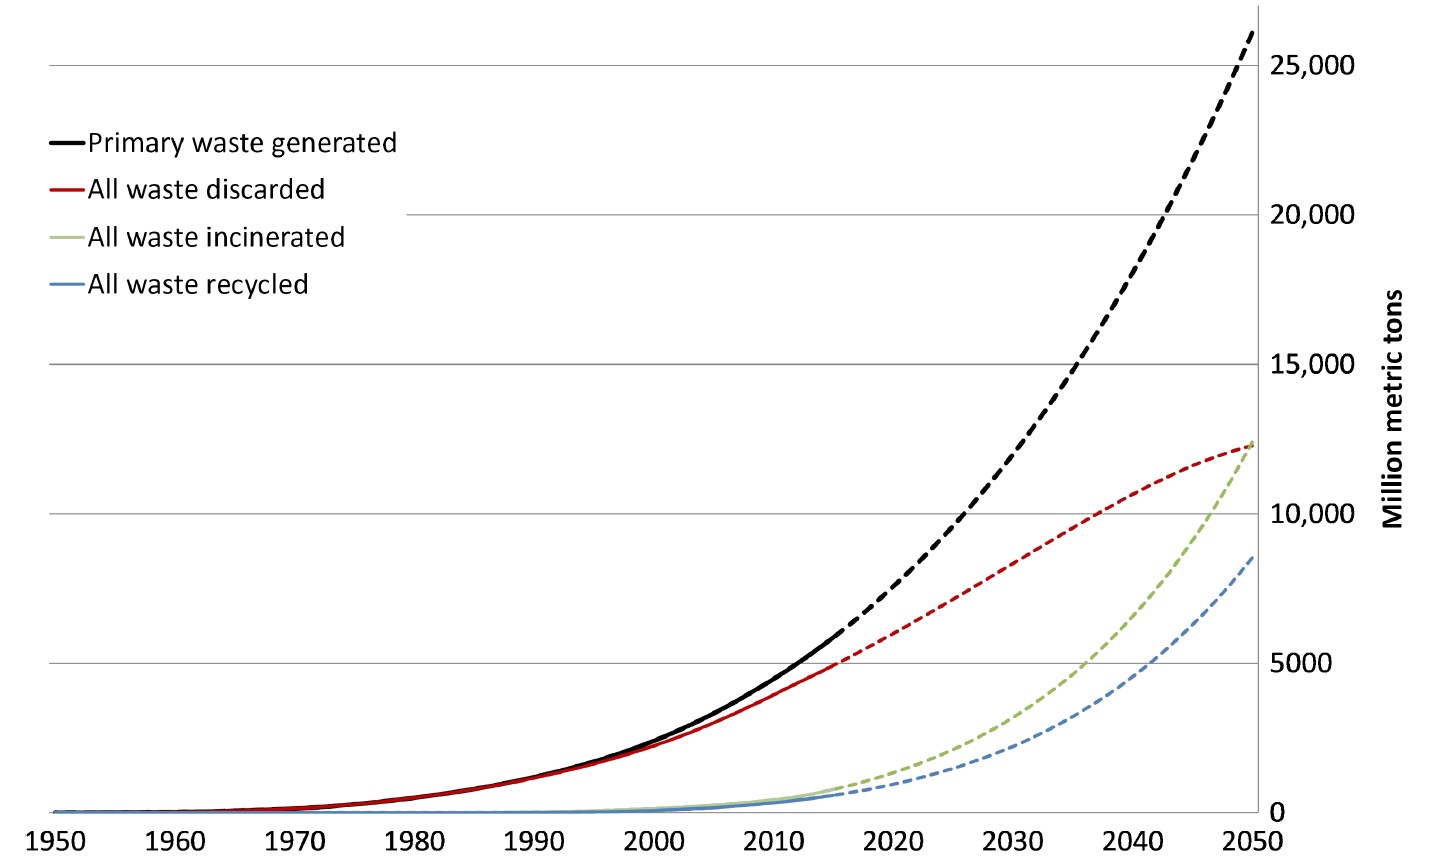 Primary waste generated
All waste discarded
All waste incinerated
All waste recycled
25,000
20,000
15,000
10,000
5000
0
Million metric tons
1950 1960 1970 1980 1990 2000 2010 2020 2030 2040 2050